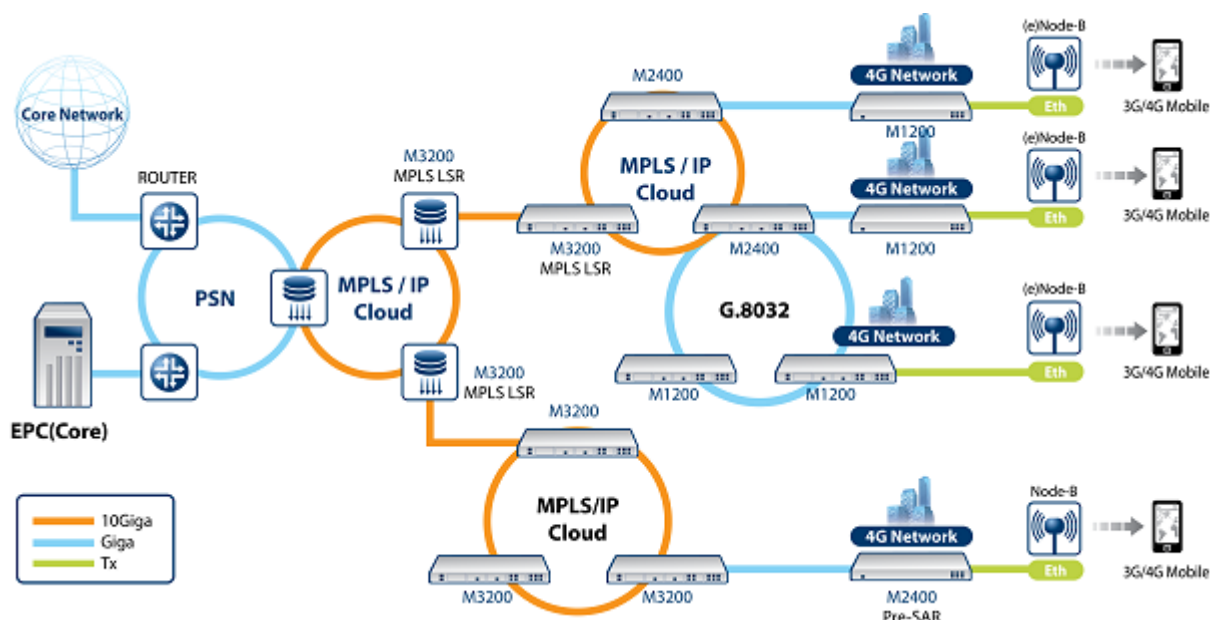 Core Network
ROUTER
PSN
EPC(Core)
MPLS / IP
Cloud
M3200
MPLS LSR
M3200
MPLS LSR
M2400
MPLS / IP
Cloud
M3200
MPLS LSR
M2400
G.8032
M1200
M1200
4G Network
M3200
MPLS/IP
Cloud
M3200
M3200
4G Network
M1200
(e)Node-B
Eth
3G/4G Mobile
4G Network
M1200
(e)Node-B
Eth
3G/4G Mobile
(e)Node-B
Eth
3G/4G Mobile
4G Network
M2400
Pre-SAR
Node-B
Eth
3G/4G Mobile
10Giga
Giga
Tx